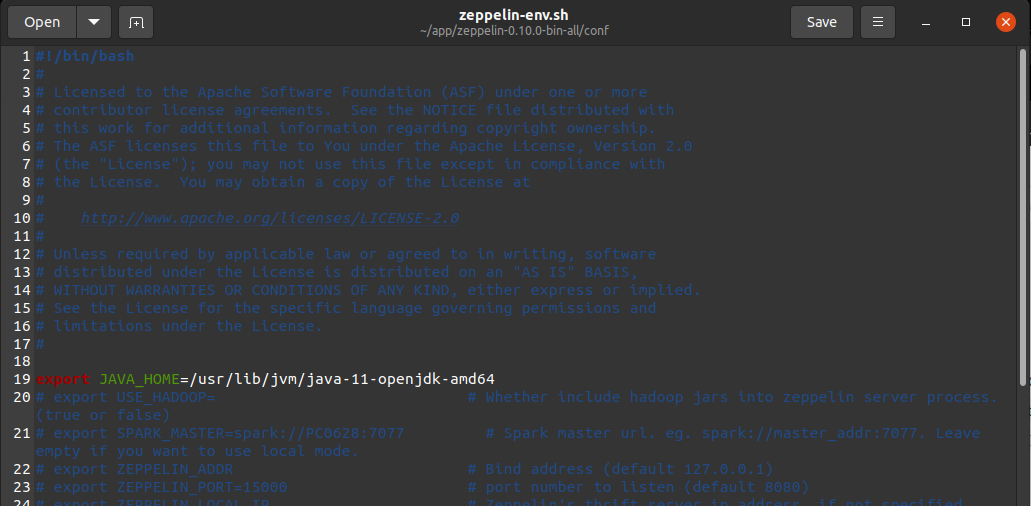 Open
zeppelin-env.sh
~/app/zeppelin-0.10.0-bin-all/conf
Save
1 #!/bin/bash
2 #
3 # Licensed to the Apache Software Foundation (ASF) under one or more
4 # contributor license agreements.  See the NOTICE file distributed with
5 # this work for additional information regarding copyright ownership.
6 # The ASF licenses this file to You under the Apache License, Version 2.0
7 # (the "License"); you may not use this file except in compliance with
8 # the License.  You may obtain a copy of the License at
9 #
10 #    http://www.apache.org/licenses/LICENSE-2.0
11 #
12 # Unless required by applicable law or agreed to in writing, software
13 # distributed under the License is distributed on an "AS IS" BASIS,
14 # WITHOUT WARRANTIES OR CONDITIONS OF ANY KIND, either express or implied.
15 # See the License for the specific language governing permissions and
16 # limitations under the License.
17 #
18
19 export JAVA_HOME=/usr/lib/jvm/java-11-openjdk-amd64
20 # export USE_HADOOP=                            # Whether include hadoop jars into zeppelin server process.
(true or false)
21 # export SPARK_MASTER=spark://PC0628:7077         # Spark master url. eg. spark://master_addr:7077. Leave
empty if you want to use local mode.
22 # export ZEPPELIN_ADDR                          # Bind address (default 127.0.0.1)
23 # export ZEPPELIN_PORT=15000                    # port number to listen (default 8080)
24 # export ZEPPELIN_LOCAL_IP                      # Zeppelin's thrift server ip address, if not specified,